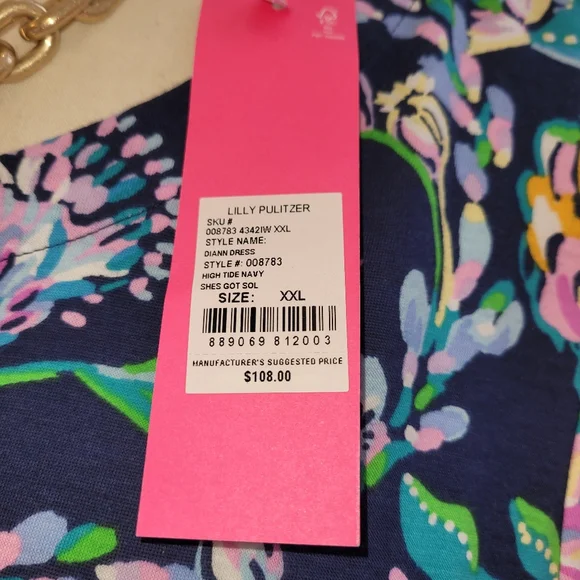 LILLY PULITZER
SKU #
008783 4342IW XXL
STYLE NAME:
DIANN DRESS
STYLE #: 008783
HIGH TIDE NAVY
SHES GOT SOL
SIZE: XXL
889069 812003
MANUFACTURER'S SUGGESTED PRICE
$108.00